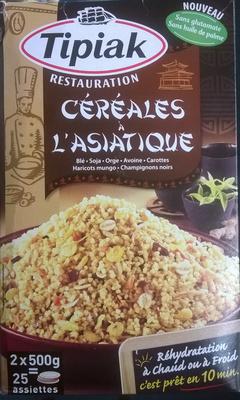 NOUVEAU
Sans glutamate
Sans huile de palme
Tipiak
RESTAURATION
CÉRÉALES
à
L'ASIATIQUE
Blé • Soja • Orge • Avoine • Carottes
Haricots mungo • Champignons noirs
2 x 500g
=
25
assiettes
Réhydratation
à chaud ou à Froid
c'est prêt en 10 min.